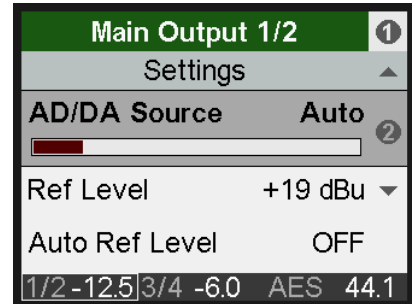 Main Output 1/2 1
Settings
AD/DA Source Auto
2
Ref Level +19 dBu
Auto Ref Level OFF
1/2 -12.5 3/4 -6.0 AES 44.1